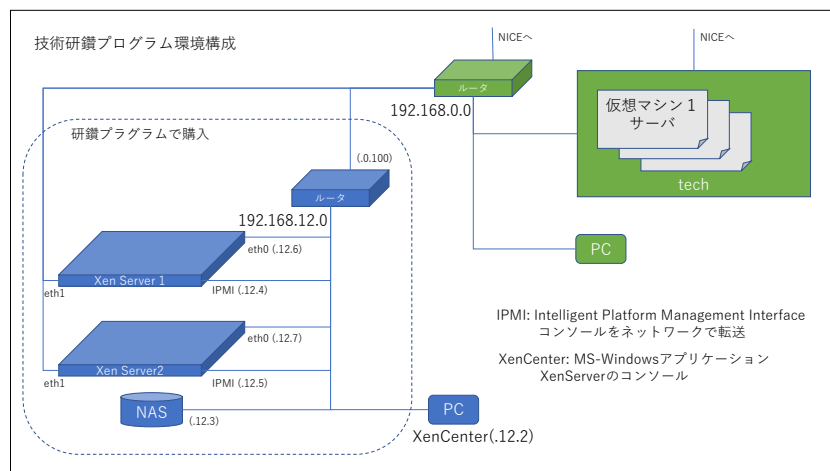 技術研鑽プログラム環境構成
NICEへ
NICEへ
ルータ
192.168.0.0
仮想マシン1
サーバ
tech
研鑽プラグラムで購入
(.0.100)
ルータ
192.168.12.0
eth0 (.12.6)
Xen Server 1
eth1
IPMI (.12.4)
PC
eth0 (.12.7)
Xen Server2
eth1
IPMI (.12.5)
IPMI: Intelligent Platform Management Interface
コンソールをネットワークで転送
XenCenter: MS-Windowsアプリケーション
XenServerのコンソール
NAS
(.12.3)
PC
XenCenter(.12.2)